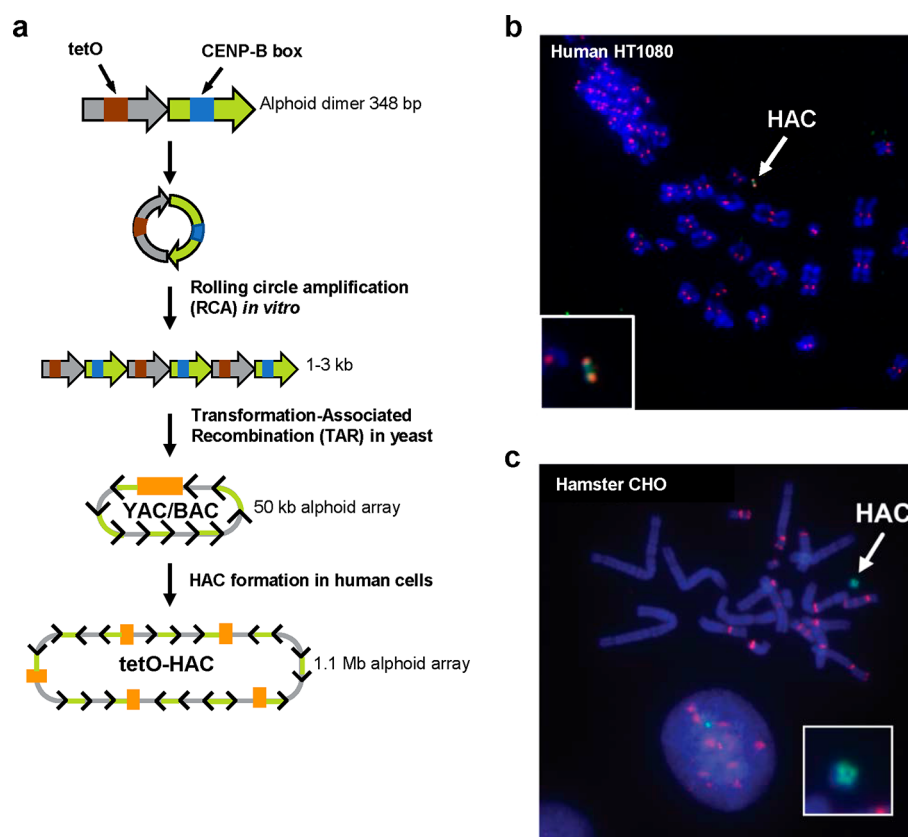 a
tetO
CENP-B box
Alphoid dimer 348 bp
Rolling circle amplification
(RCA) in vitro
1-3 kb
Transformation-Associated
Recombination (TAR) in yeast
YAC/BAC
50 kb alphoid array
HAC formation in human cells
tetO-HAC
1.1 Mb alphoid array
b
Human HT1080
HAC
c
Hamster CHO
HAC